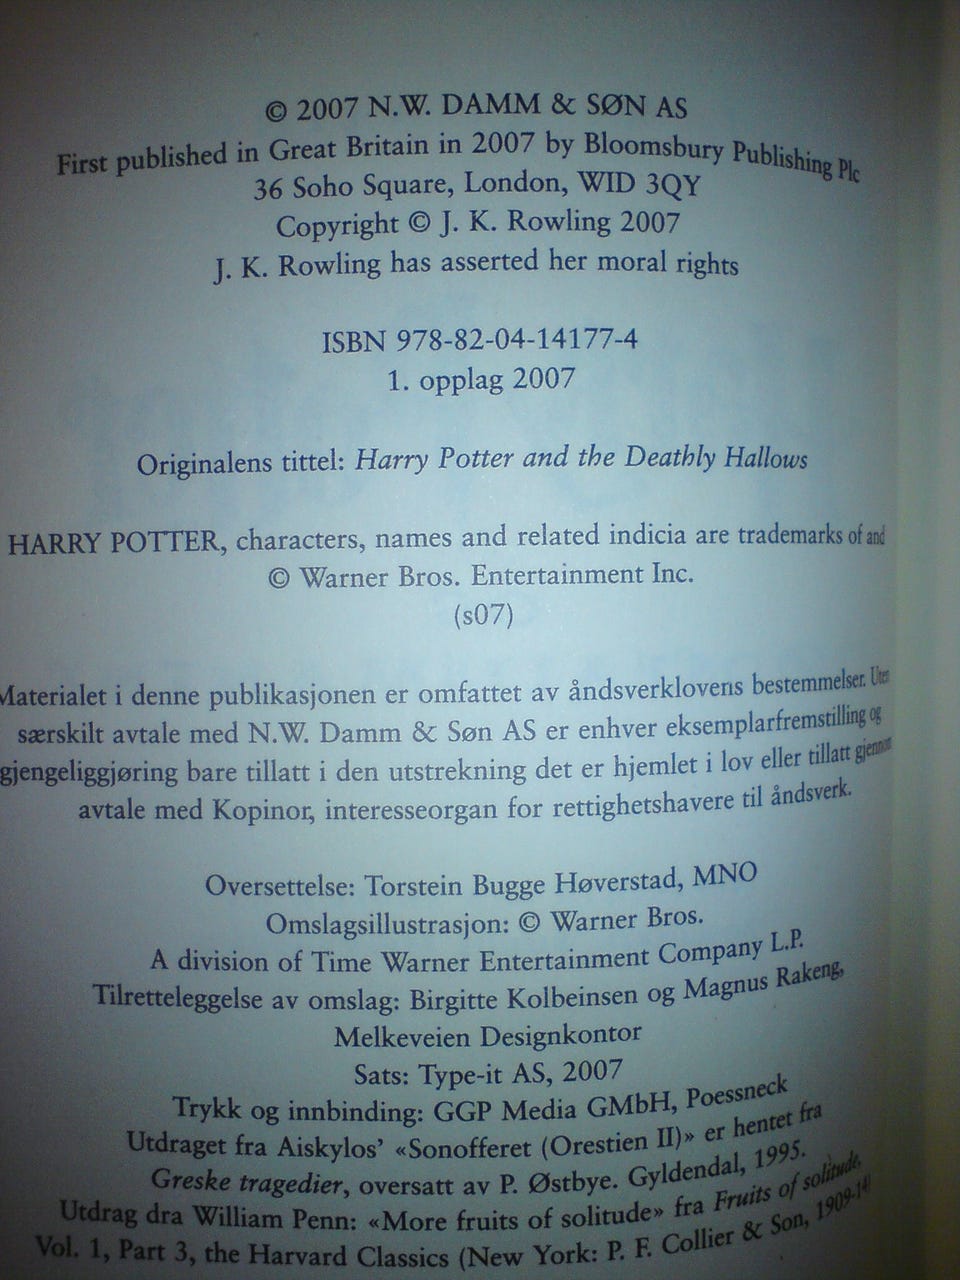 © 2007 N.W. DAMM & SØN AS
First published in Great Britain in 2007 by Bloomsbury Publishing Plc
36 Soho Square, London, WID 3QY
Copyright © J. K. Rowling 2007
J. K. Rowling has asserted her moral rights
ISBN 978-82-04-14177-4
1. opplag 2007
Originalens tittel: Harry Potter and the Deathly Hallows
HARRY POTTER, characters, names and related indicia are trademarks of and
© Warner Bros. Entertainment Inc.
(s07)
Materialet i denne publikasjonen er omfattet av åndsverklovens bestemmelser. Uten
særskilt avtale med N.W. Damm & Søn AS er enhver eksemplarfremstilling og
gjengeliggjøring bare tillatt i den utstrekning det er hjemlet i lov eller tillatt gjennom
avtale med Kopinor, interesseorgan for rettighetshavere til åndsverk.
Oversettelse: Torstein Bugge Høverstad, MNO
Omslagsillustrasjon: © Warner Bros.
A division of Time Warner Entertainment Company L.P.
Tilretteleggelse av omslag: Birgitte Kolbeinsen og Magnus Rakeng,
Melkeveien Designkontor
Sats: Type-it AS, 2007
Trykk og innbinding: GGP Media GMbH, Poessneck
Utdraget fra Aiskylos' «Sonofferet (Orestien II)» er hentet fra
Greske tragedier, oversatt av P. Østbye. Gyldendal, 1995.
Utdrag dra William Penn: «More fruits of solitude» fra Fruits of solitude,
Vol. 1, Part 3, the Harvard Classics (New York: P. F. Collier & Son, 1909-14)